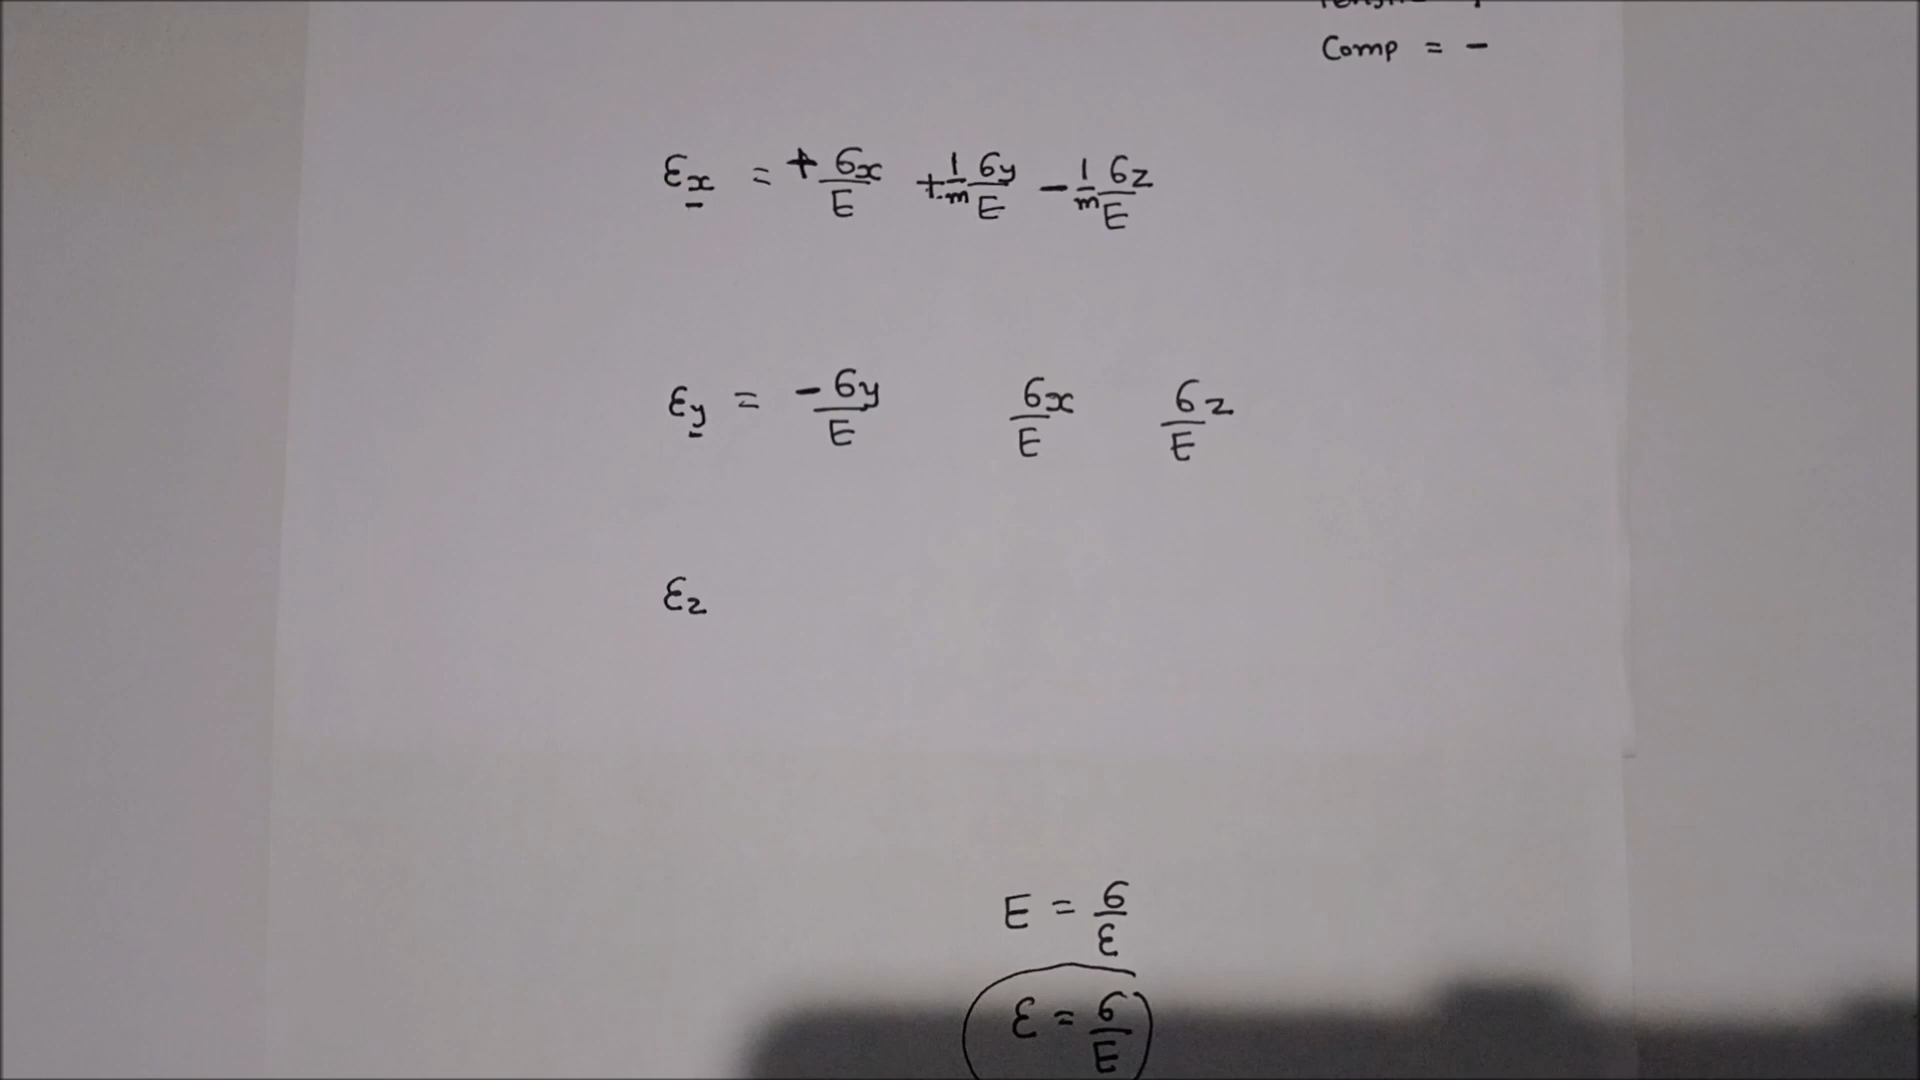 Comp = -
εx = + σx/E + 1/m σy/E - 1/m σz/E
εy = - σy/E σx/E σz/E
εz
E = σ/ε
ε = σ/E